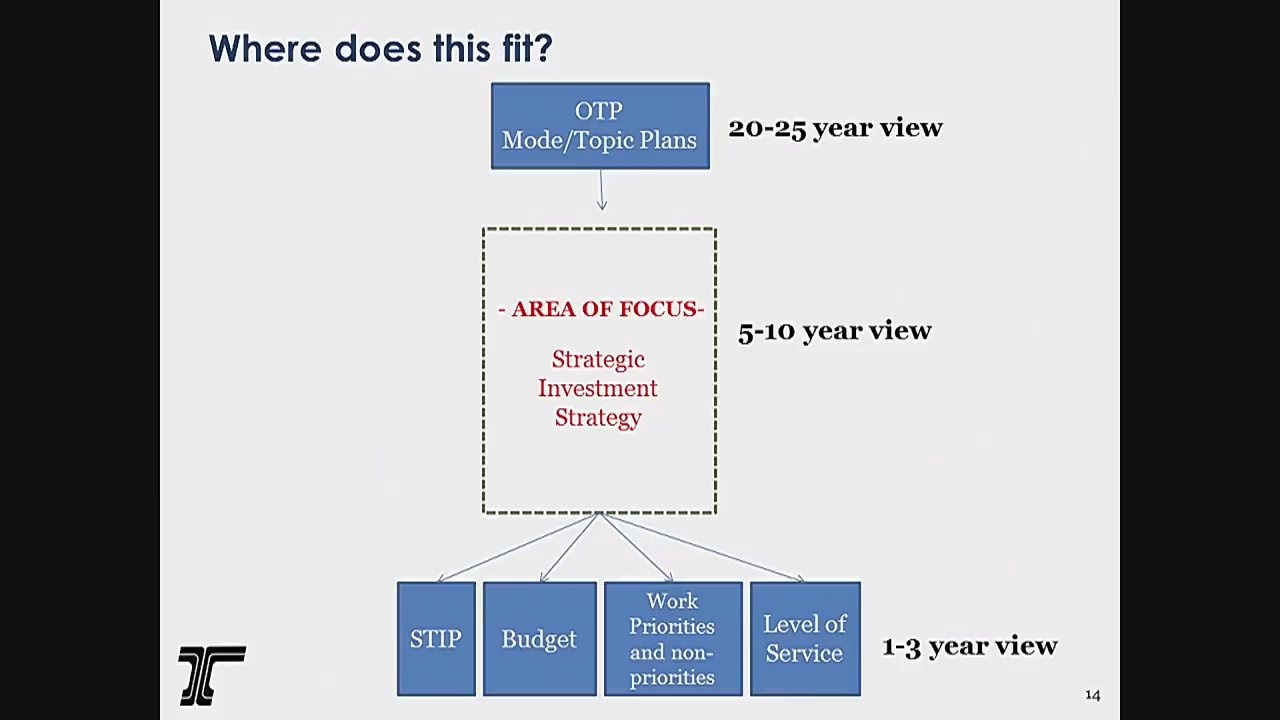 Where does this fit?
OTP
Mode/Topic Plans
20-25 year view
- AREA OF FOCUS-
Strategic
Investment
Strategy
5-10 year view
STIP
Budget
Work
Priorities
and non-
priorities
Level of
Service
1-3 year view
14